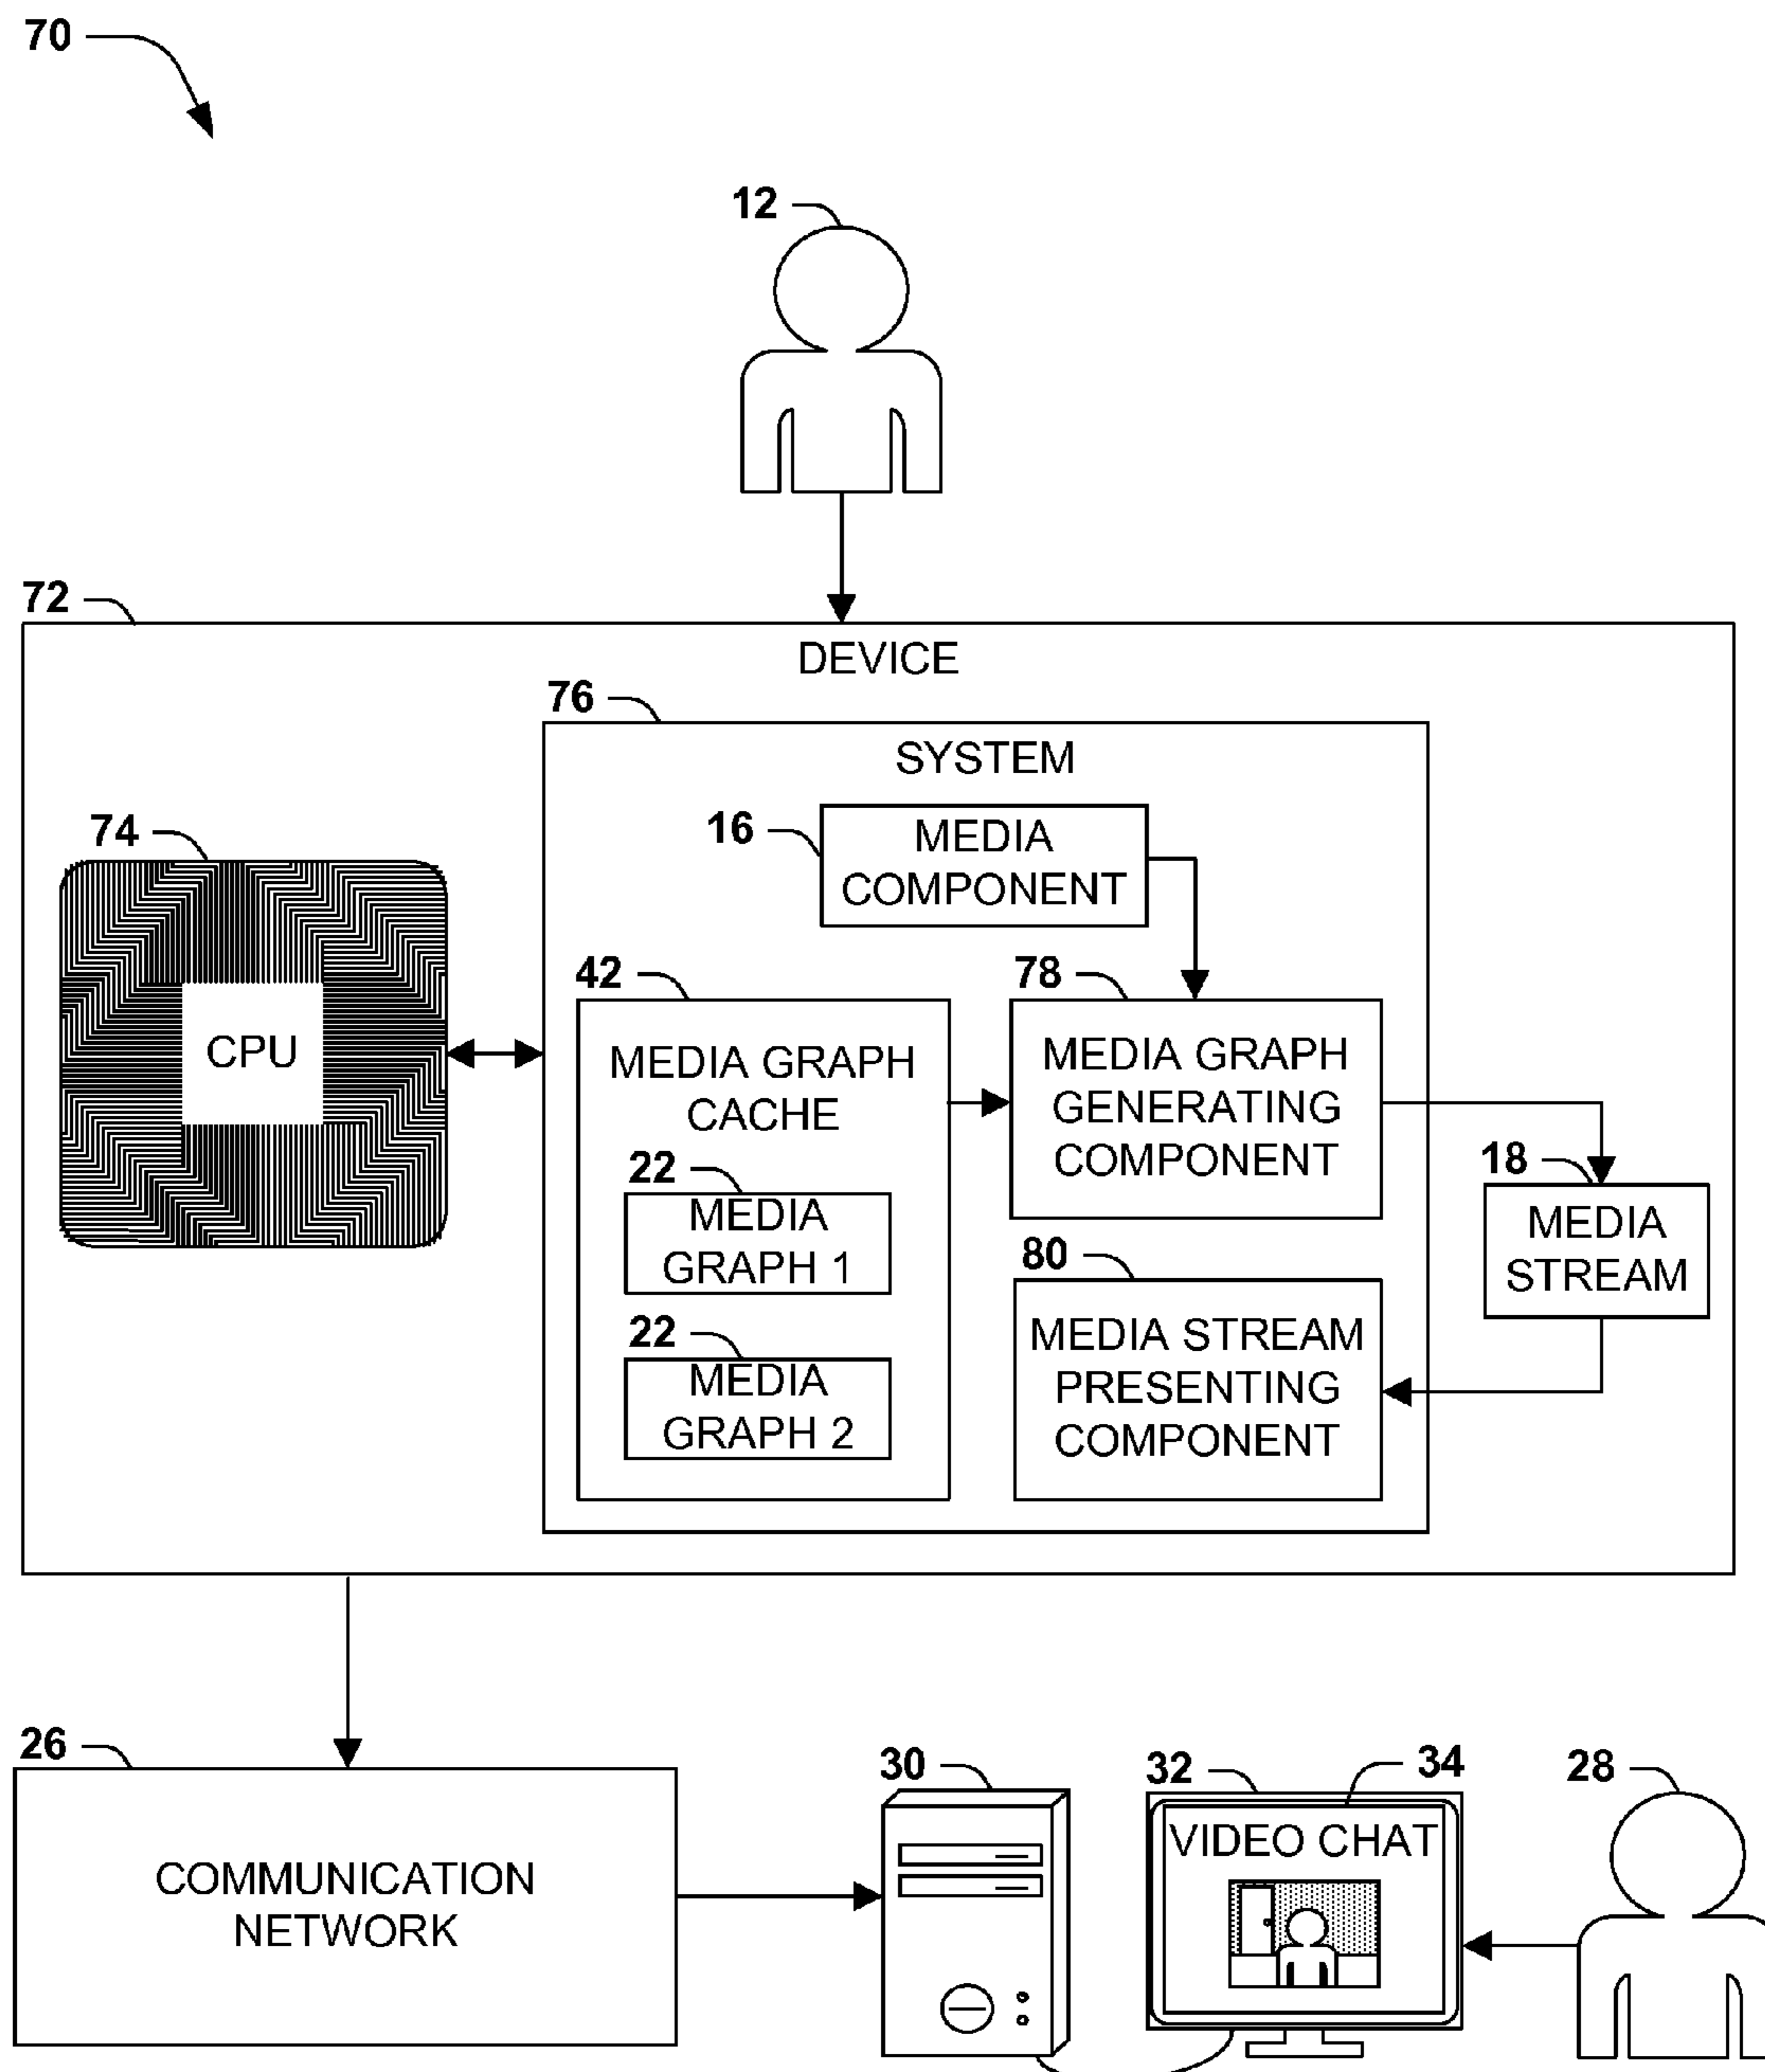 70
12
72
DEVICE
76
SYSTEM
74
16
MEDIA
COMPONENT
CPU
42
MEDIA GRAPH
CACHE
22
MEDIA
GRAPH 1
22
MEDIA
GRAPH 2
78
MEDIA GRAPH
GENERATING
COMPONENT
18
MEDIA
STREAM
80
MEDIA STREAM
PRESENTING
COMPONENT
26
COMMUNICATION
NETWORK
30
32
34
VIDEO CHAT
28